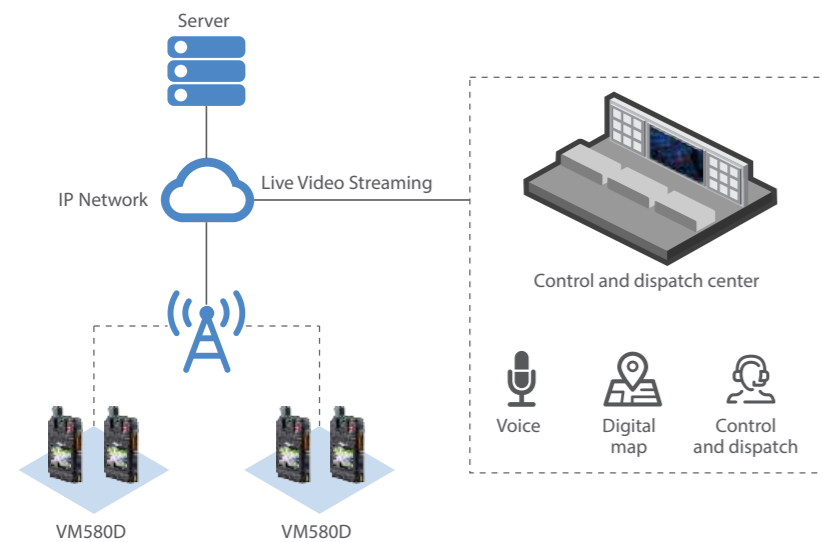 Server
IP Network
Live Video Streaming
Control and dispatch center
Voice
Digital
map
Control
and dispatch
VM580D
VM580D